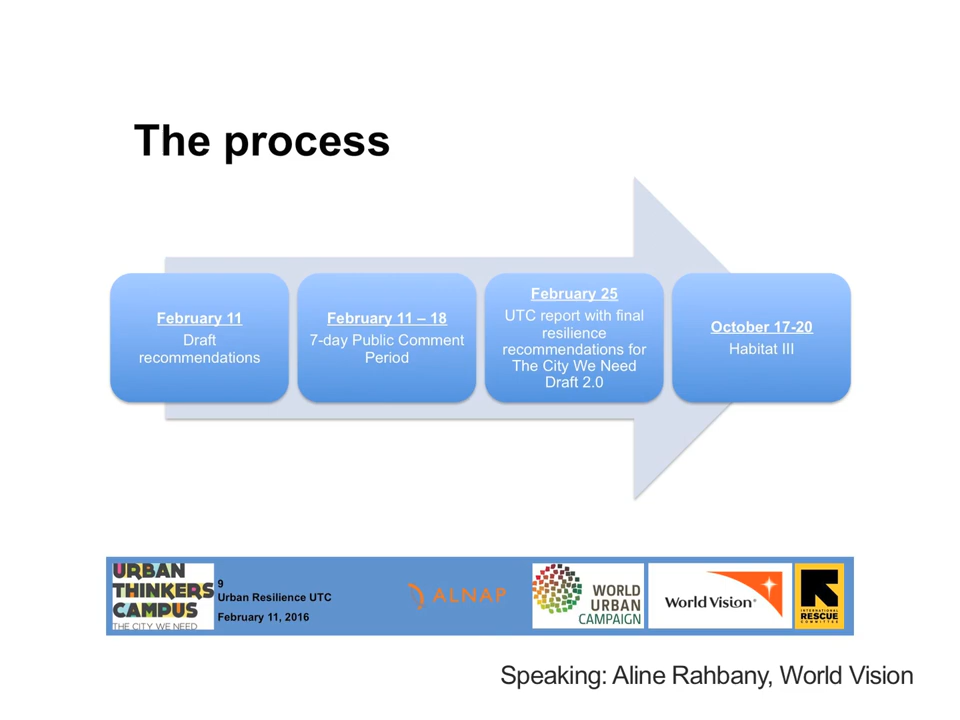 The process
February 11
Draft
recommendations
February 11 – 18
7-day Public Comment
Period
February 25
UTC report with final
resilience
recommendations for
The City We Need
Draft 2.0
October 17-20
Habitat III
URBAN
THINKERS
CAMPUS
THE CITY WE NEED
9
Urban Resilience UTC
February 11, 2016
ALNAP
WORLD
URBAN
CAMPAIGN
World Vision
INTERNATIONAL
RESCUE
COMMITTEE
Speaking: Aline Rahbany, World Vision